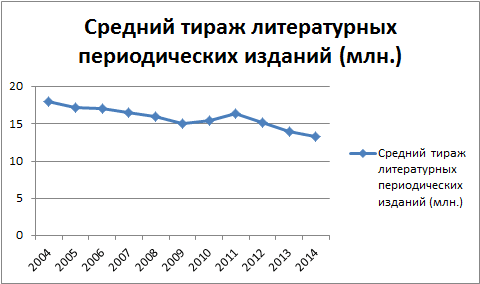 Средний тираж литературных
периодических изданий (млн.)
20
15
10
5
0
2004 2005 2006 2007 2008 2009 2010 2011 2012 2013 2014
Средний тираж
литературных
периодических
изданий (млн.)